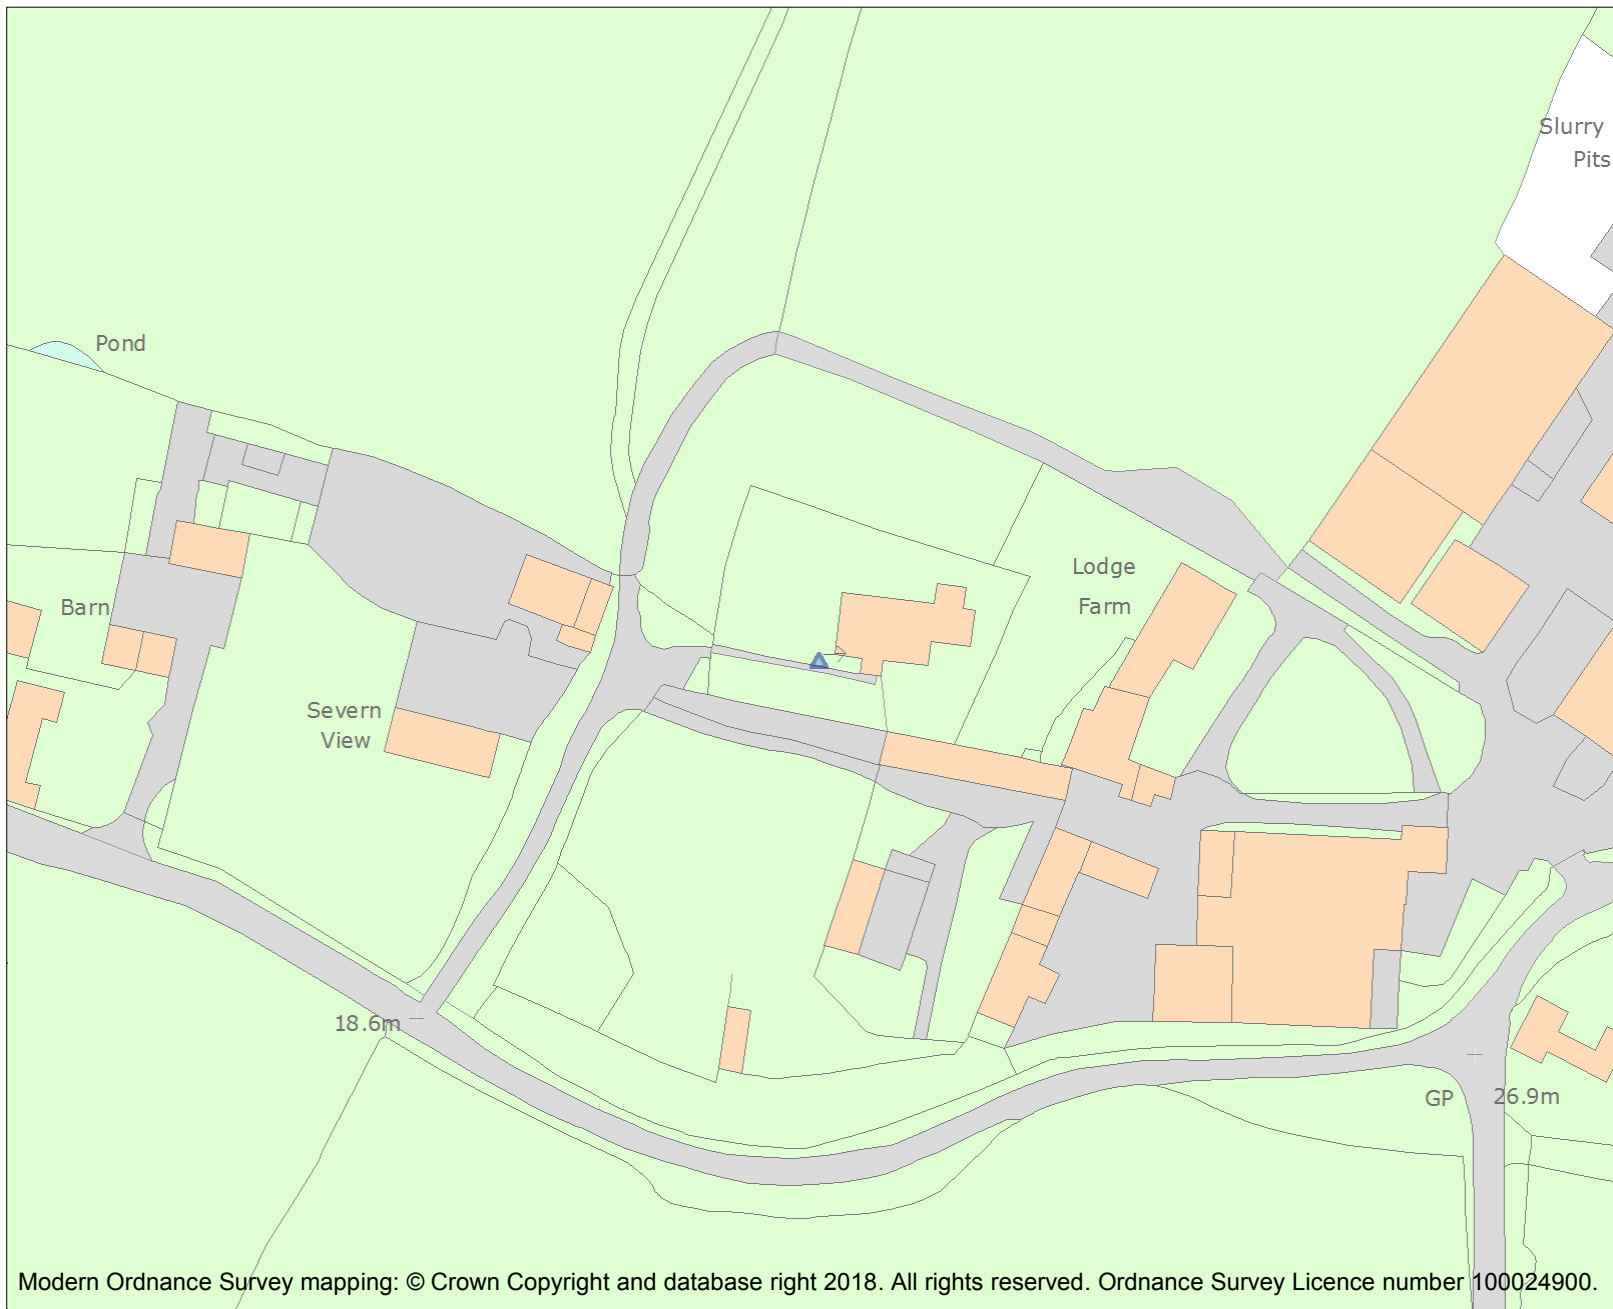 Slurry
Pits
Pond
Lodge
Farm
Barn
Severn
View
18.6m
GP
26.9m
Modern Ordnance Survey mapping: © Crown Copyright and database right 2018. All rights reserved. Ordnance Survey Licence number 100024900.